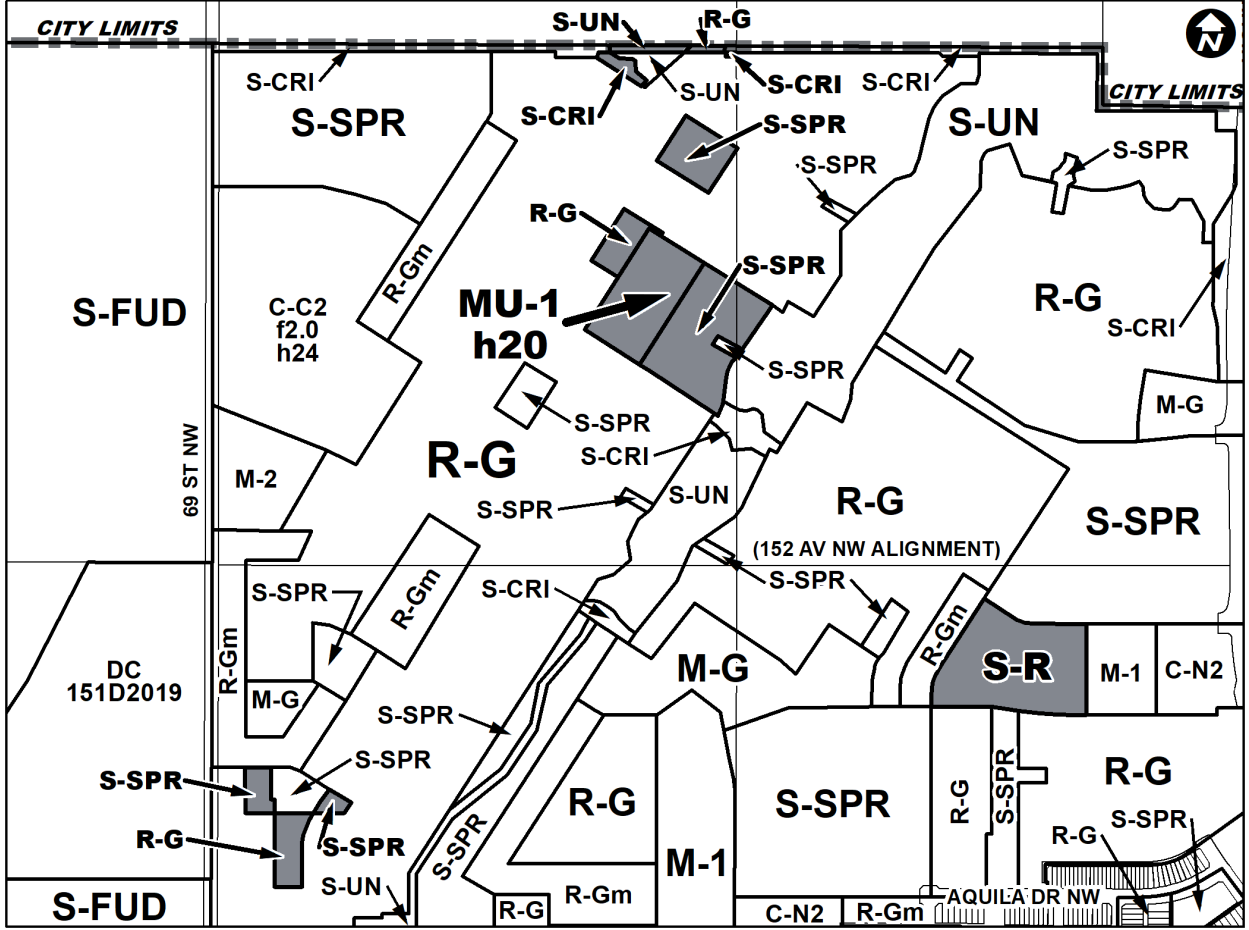 CITY LIMITS
S-UN
R-G
N
S-CRI
S-CRI
S-UN
S-CRI
S-CRI
CITY LIMITS
S-SPR
S-CRI
S-SPR
S-UN
S-SPR
S-SPR
R-G
R-Gm
S-SPR
S-FUD
C-C2
f2.0
h24
MU-1
h20
R-G
S-CRI
S-SPR
M-G
S-SPR
69 ST NW
R-G
S-CRI
M-2
S-SPR
S-UN
R-G
S-SPR
(152 AV NW ALIGNMENT)
S-SPR
S-SPR
R-Gm
S-CRI
R-Gm
R-Gm
DC
151D2019
M-G
M-G
S-R
M-1
C-N2
S-SPR
S-SPR
S-SPR
R-G
S-SPR
R-G
S-SPR
R-G
S-SPR
R-G
S-SPR
R-G
S-SPR
S-SPR
M-1
S-UN
R-Gm
S-FUD
R-G
AQUILA DR NW
C-N2
R-Gm